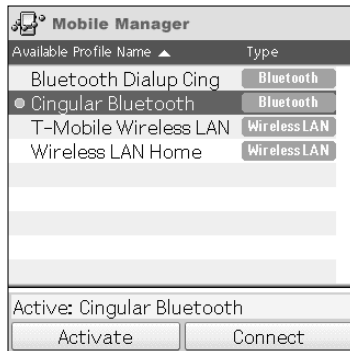 Mobile Manager
Available Profile Name ▲ Type
Bluetooth Dialup Cing Bluetooth
Cingular Bluetooth Bluetooth
T-Mobile Wireless LAN Wireless LAN
Wireless LAN Home Wireless LAN
Active: Cingular Bluetooth
Activate Connect